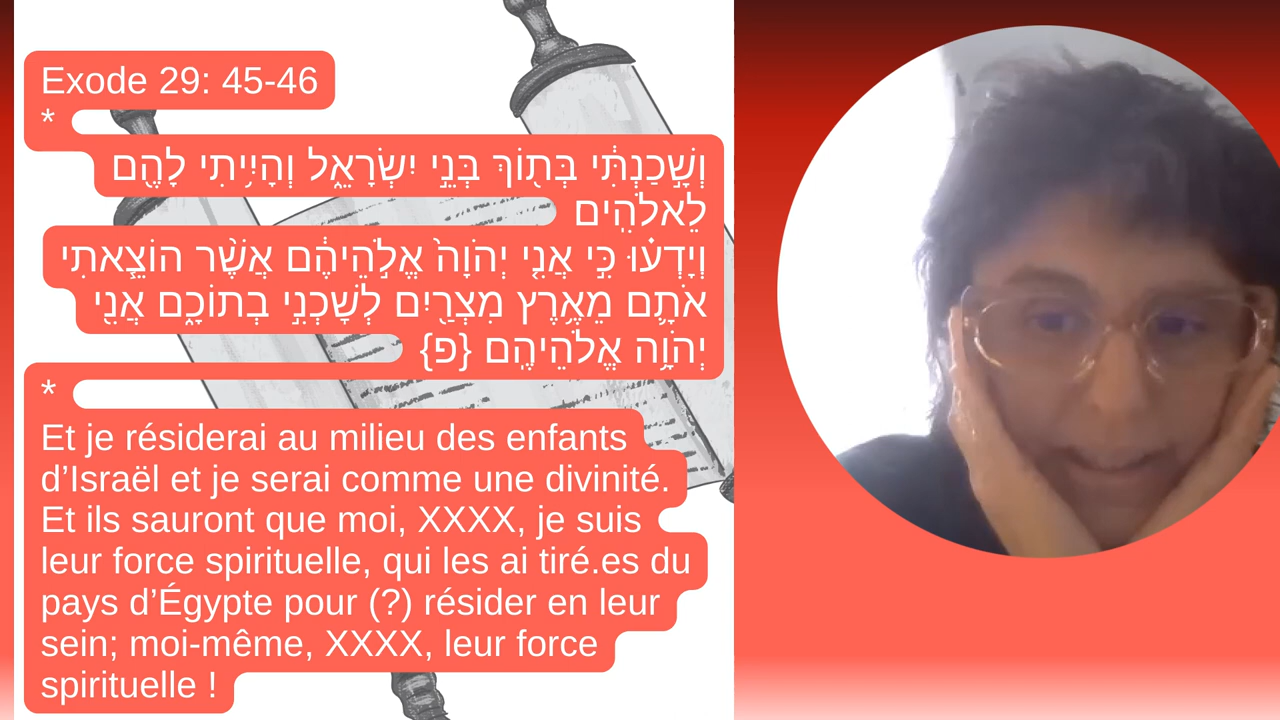 Exode 29: 45-46
*
וְשָׁ֣כַנְתִּ֔י בְּת֖וֹךְ בְּנֵ֣י יִשְׂרָאֵ֑ל וְהָיִ֥יתִי לָהֶ֖ם
לֵאלֹהִֽים
וְיָדְע֗וּ כִּ֣י אֲנִ֤י יְהֹוָה֙ אֱלֹ֣הֵיהֶ֔ם אֲשֶׁ֨ר הוֹצֵ֧אתִי
אֹתָ֛ם מֵאֶ֥רֶץ מִצְרַ֖יִם לְשָׁכְנִ֣י בְתוֹכָ֑ם אֲנִ֖י
יְהֹוָ֥ה אֱלֹהֵיהֶֽם {פ}
*
Et je résiderai au milieu des enfants
d’Israël et je serai comme une divinité.
Et ils sauront que moi, XXXX, je suis
leur force spirituelle, qui les ai tiré.es du
pays d’Égypte pour (?) résider en leur
sein; moi-même, XXXX, leur force
spirituelle !